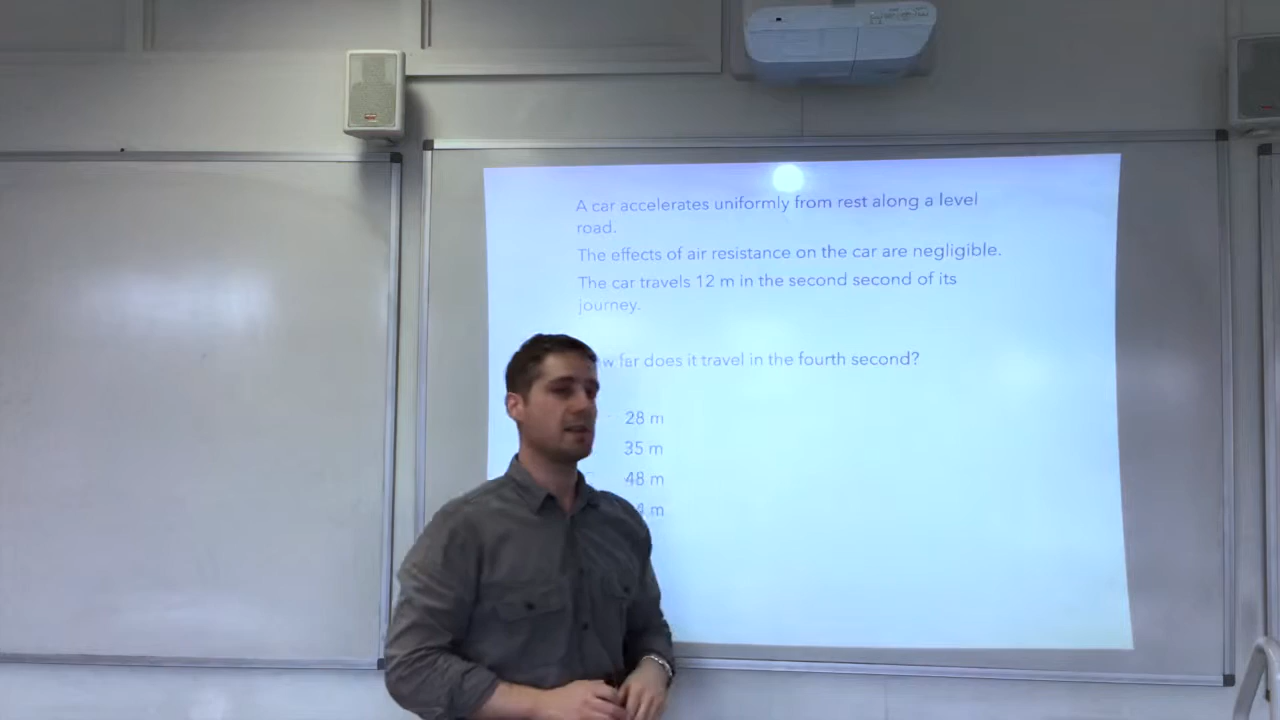 A car accelerates uniformly from rest along a level
road.
The effects of air resistance on the car are negligible.
The car travels 12 m in the second second of its
journey.
far does it travel in the fourth second?
28 m
35 m
48 m
m